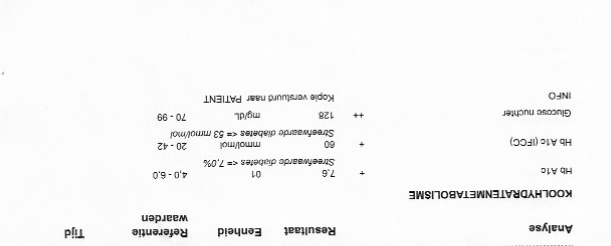 Analyse Resultaat Eenheid Referentie waarden Tijd
KOOLHYDRATENMETABOLISME
Hb A1c + 7,6 01 4,0 - 6,0
Streefwaarde diabetes <= 7,0%
Hb A1c (IFCC) + 60 mmol/mol 20 - 42
Streefwaarde diabetes <= 53 mmol/mol
Glucose nuchter ++ 128 mg/dL 70 - 99
INFO Kopie verstuurd naar PATIENT